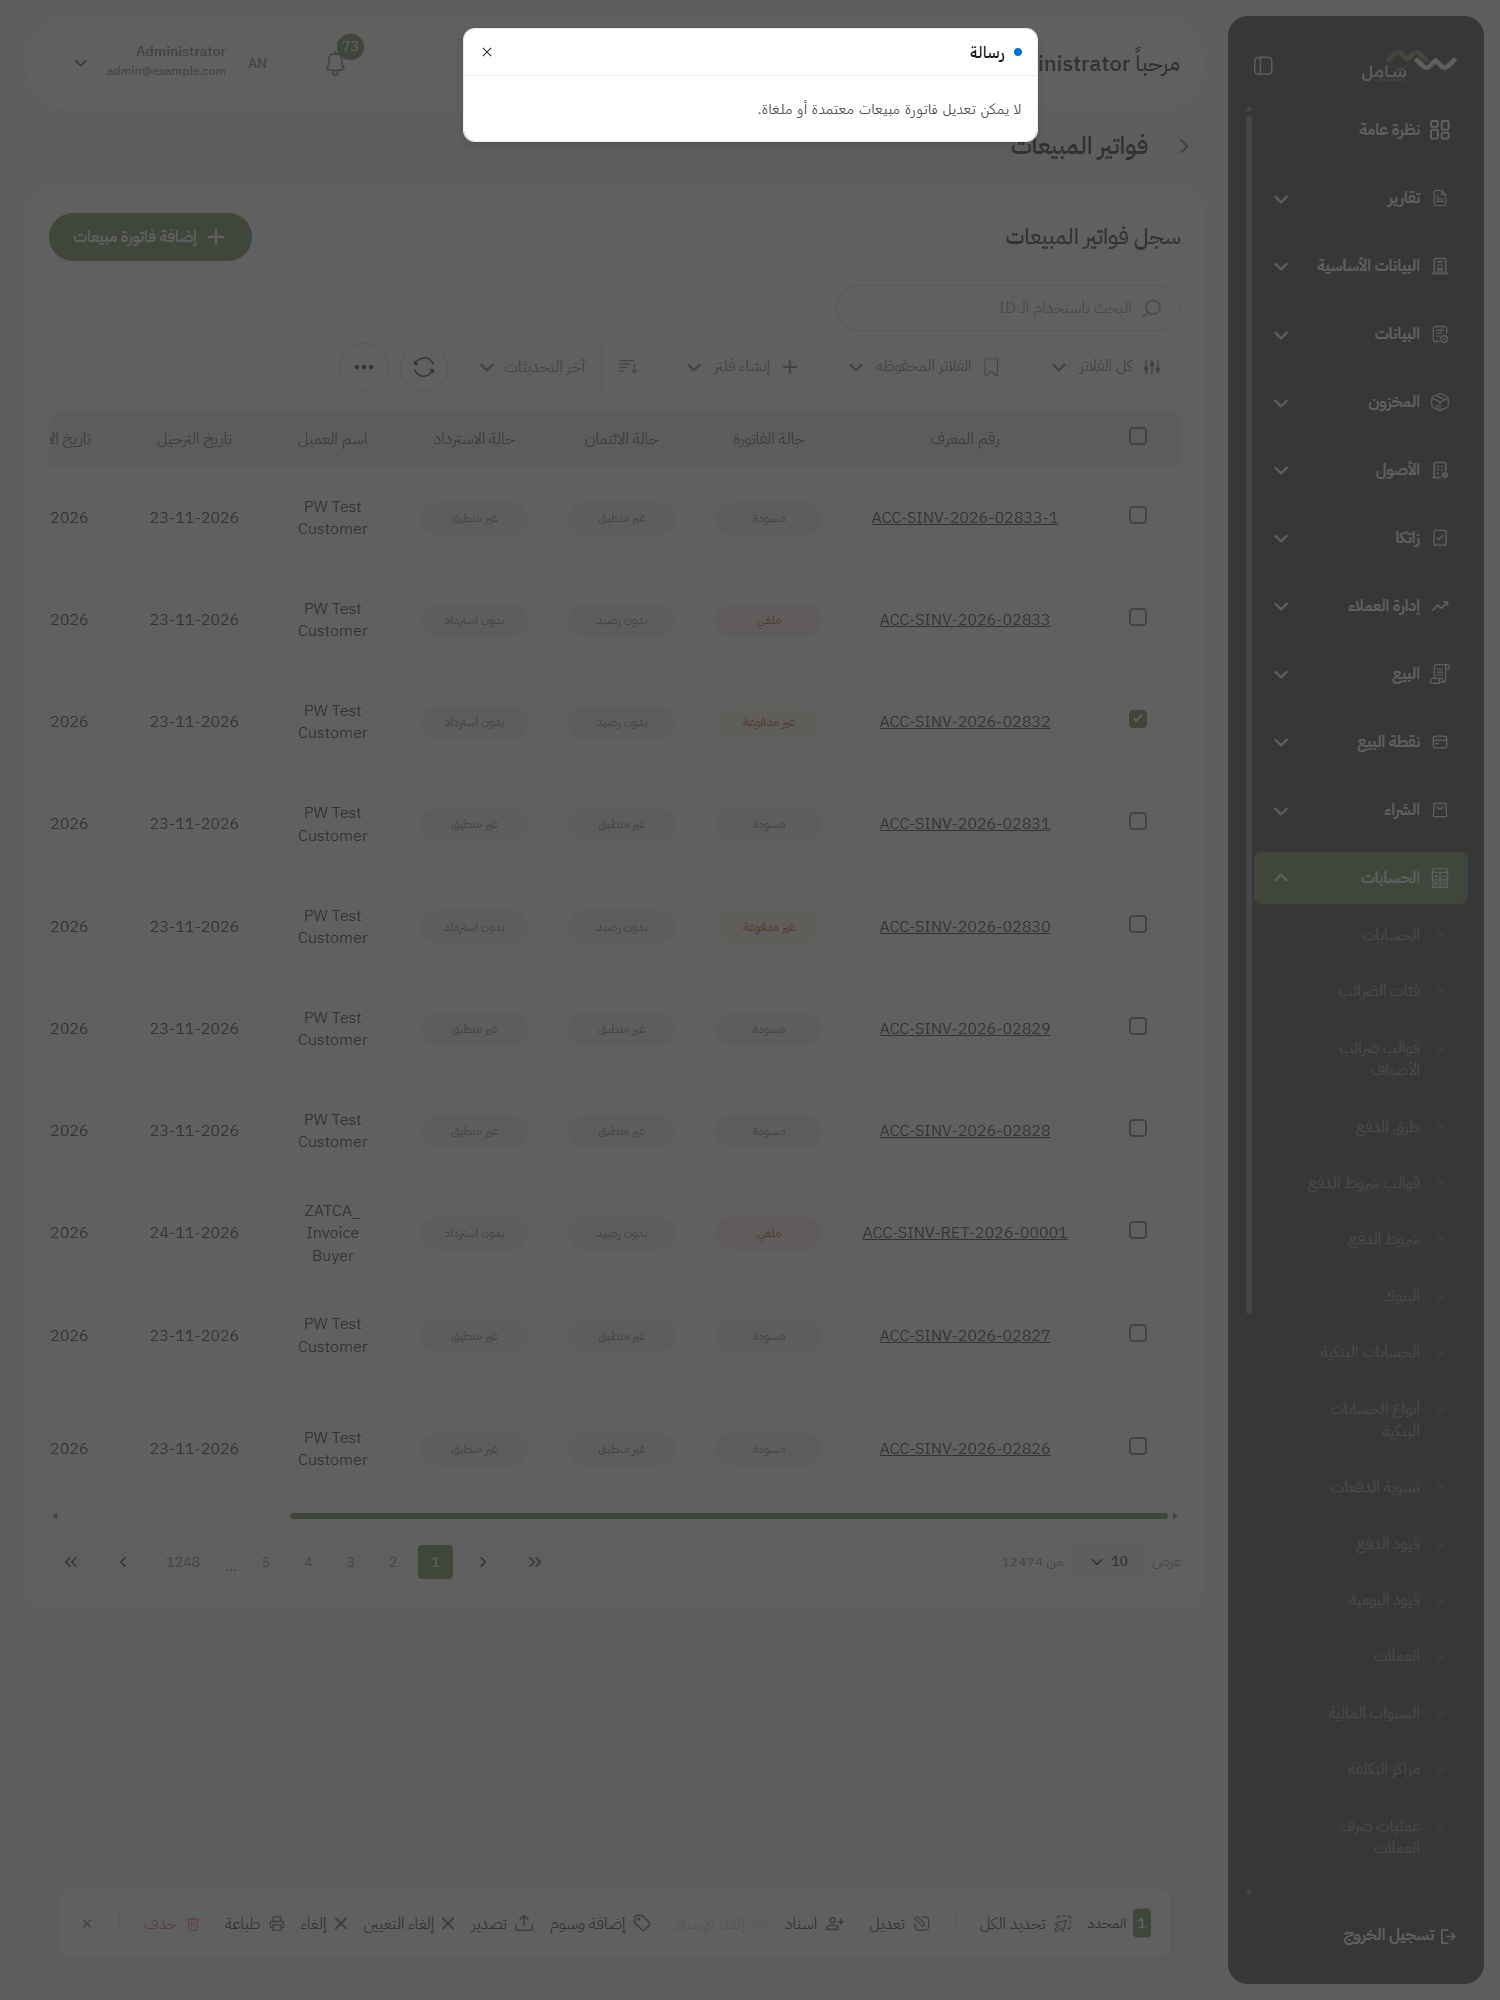 رسالة
لا يمكن تعديل فاتورة مبيعات معتمدة أو ملغاة.
شامل
نظرة عامة
تقارير
البيانات الأساسية
البيانات
المخزون
الأصول
زاتكا
إدارة العملاء
البيع
نقطة البيع
الشراء
الحسابات
الحسابات
فئات الضرائب
قوالب ضرائب
الأصناف
طرق الدفع
قوالب شروط الدفع
شروط الدفع
البنوك
الحسابات البنكية
أنواع الحسابات
البنكية
تسوية الدفعات
قيود الدفع
قيود اليومية
العملات
السنوات المالية
مراكز التكلفة
عمليات صرف
العملات
تسجيل الخروج
مرحباً inistrator
73
AN
Administrator
admin@example.com
فواتير المبيعات
سجل فواتير المبيعات
إضافة فاتورة مبيعات
البحث باستخدام الـ ID
كل الفلاتر
الفلاتر المحفوظه
إنشاء فلتر
آخر التحديثات
رقم المعرف حالة الفاتورة حالة الائتمان حالة الاسترداد اسم العميل تاريخ الترحيل تاريخ الا
ACC-SINV-2026-02833-1 مسودة غير منطبق غير منطبق PW Test Customer 23-11-2026 2026
ACC-SINV-2026-02833 ملغي بدون رصيد بدون استرداد PW Test Customer 23-11-2026 2026
ACC-SINV-2026-02832 غير مدفوعة بدون رصيد بدون استرداد PW Test Customer 23-11-2026 2026
ACC-SINV-2026-02831 مسودة غير منطبق غير منطبق PW Test Customer 23-11-2026 2026
ACC-SINV-2026-02830 غير مدفوعة بدون رصيد بدون استرداد PW Test Customer 23-11-2026 2026
ACC-SINV-2026-02829 مسودة غير منطبق غير منطبق PW Test Customer 23-11-2026 2026
ACC-SINV-2026-02828 مسودة غير منطبق غير منطبق PW Test Customer 23-11-2026 2026
ACC-SINV-RET-2026-00001 ملغي بدون رصيد بدون استرداد ZATCA_ Invoice Buyer 24-11-2026 2026
ACC-SINV-2026-02827 مسودة غير منطبق غير منطبق PW Test Customer 23-11-2026 2026
ACC-SINV-2026-02826 مسودة غير منطبق غير منطبق PW Test Customer 23-11-2026 2026
عرض 10 من 12474
1 2 3 4 5 ... 1248
1 المحدد
تحديد الكل
تعديل
اسناد
إلغاء الإسناد
إضافة وسوم
تصدير
إلغاء التعيين
إلغاء
طباعة
حذف